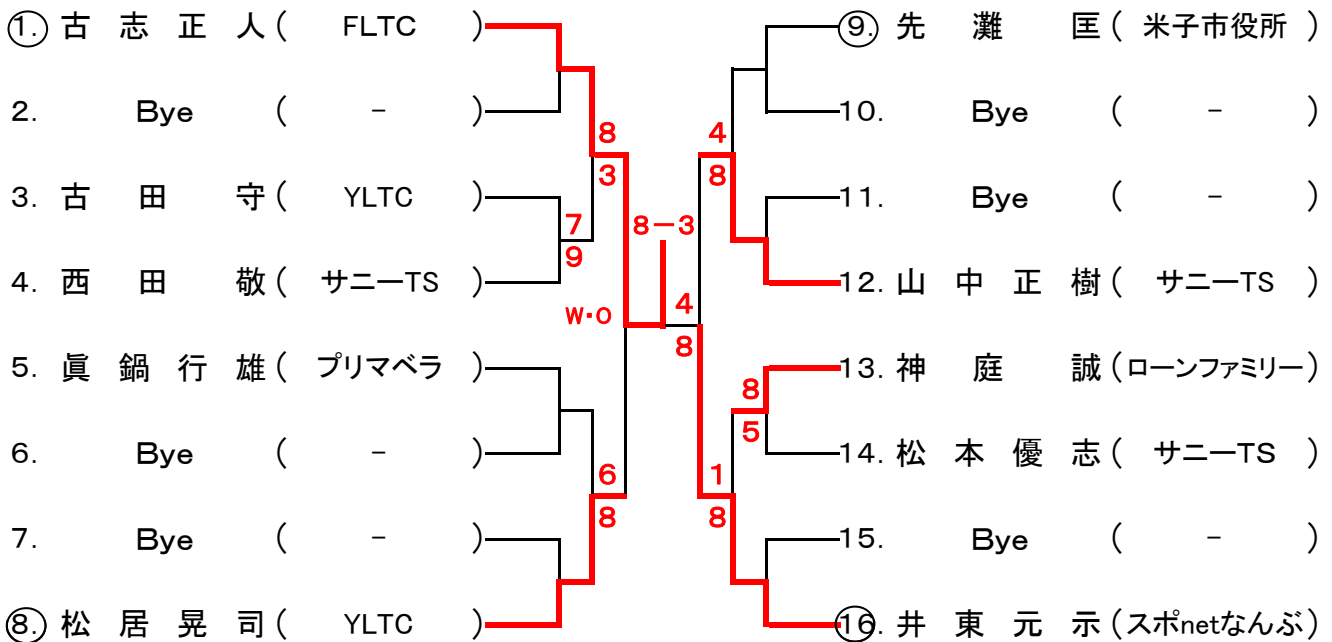 1. 古志正人 ( FLTC )
2. Bye ( - )
3. 古田守 ( YLTC )
4. 西田敬 ( サニーTS )
5. 眞鍋行雄 ( プリマベラ )
6. Bye ( - )
7. Bye ( - )
8. 松居晃司 ( YLTC )
8
3
7
9
W・O
6
8
8－3
4
8
4
8
8
5
1
8
9. 先灘匡 ( 米子市役所 )
10. Bye ( - )
11. Bye ( - )
12. 山中正樹 ( サニーTS )
13. 神庭誠 (ローンファミリー)
14. 松本優志 ( サニーTS )
15. Bye ( - )
16. 井東元示 (スポnetなんぶ)